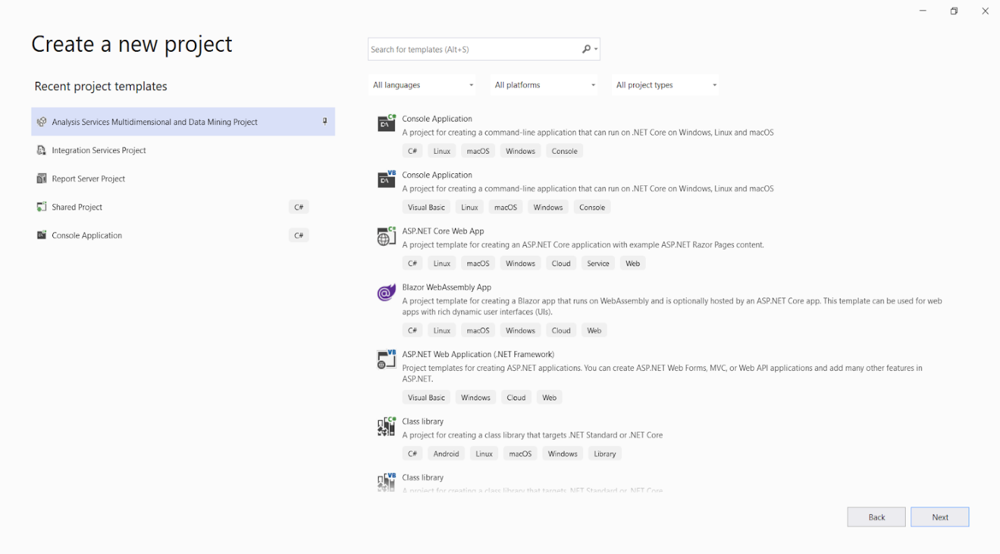 Create a new project
Search for templates (Alt+S)
Recent project templates
All languages
All platforms
All project types
Analysis Services Multidimensional and Data Mining Project
Integration Services Project
Report Server Project
Shared Project
C#
Console Application
C#
C#
Console Application
A project for creating a command-line application that can run on .NET Core on Windows, Linux and macOS
C# Linux macOS Windows Console
VB
Console Application
A project for creating a command-line application that can run on .NET Core on Windows, Linux and macOS
Visual Basic Linux macOS Windows Console
C#
ASP.NET Core Web App
A project template for creating an ASP.NET Core application with example ASP.NET Razor Pages content.
C# Linux macOS Windows Cloud Service Web
@
Blazor WebAssembly App
A project template for creating a Blazor app that runs on WebAssembly and is optionally hosted by an ASP.NET Core app. This template can be used for web
apps with rich dynamic user interfaces (UIs).
C# Linux macOS Windows Cloud Web
VB
ASP.NET Web Application (.NET Framework)
Project templates for creating ASP.NET applications. You can create ASP.NET Web Forms, MVC, or Web API applications and add many other features in
ASP.NET.
Visual Basic Windows Cloud Web
C#
Class library
A project for creating a class library that targets .NET Standard or .NET Core
C# Android Linux macOS Windows Library
VB
Class library
A project for creating a class library that targets .NET Standard or .NET Core
Back
Next